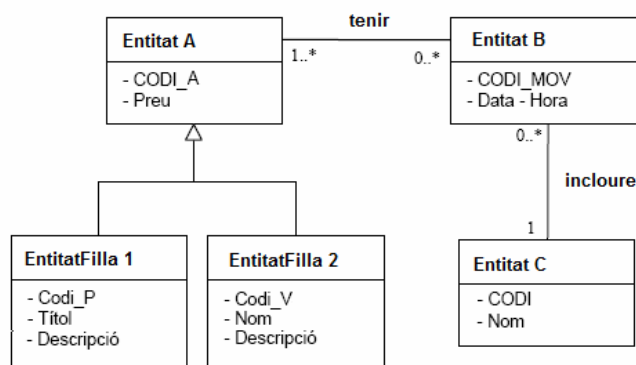 tenir
Entitat A
1..*
0..*
Entitat B
- CODI_A
- Preu
- CODI_MOV
- Data - Hora
0..*
incloure
1
EntitatFilla 1
- Codi_P
- Títol
- Descripció
EntitatFilla 2
- Codi_V
- Nom
- Descripció
Entitat C
- CODI
- Nom